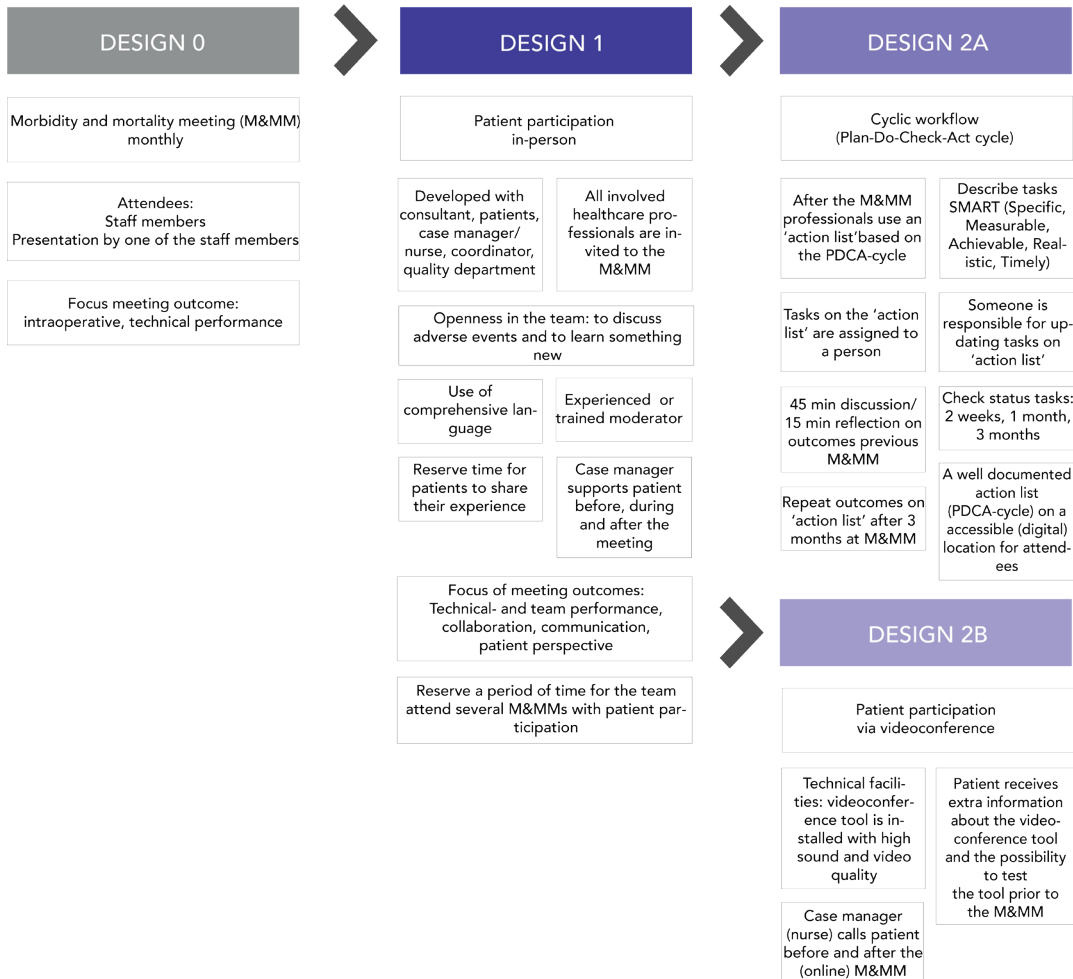 DESIGN 0
Morbidity and mortality meeting (M&MM)
monthly
Attendees:
Staff members
Presentation by one of the staff members
Focus meeting outcome:
intraoperative, technical performance
DESIGN 1
Patient participation
in-person
Developed with
consultant, patients,
case manager/
nurse, coordinator,
quality department
All involved
healthcare pro-
fessionals are in-
vited to the
M&MM
Openness in the team: to discuss
adverse events and to learn something
new
Use of
comprehensive lan-
guage
Experienced or
trained moderator
Reserve time for
patients to share
their experience
Case manager
supports patient
before, during
and after the
meeting
Focus of meeting outcomes:
Technical- and team performance,
collaboration, communication,
patient perspective
Reserve a period of time for the team
attend several M&MMs with patient par-
ticipation
DESIGN 2A
Cyclic workflow
(Plan-Do-Check-Act cycle)
After the M&MM
professionals use an
‘action list’based on
the PDCA-cycle
Describe tasks
SMART (Specific,
Measurable,
Achievable, Real-
istic, Timely)
Tasks on the ‘action
list’ are assigned to
a person
Someone is
responsible for up-
dating tasks on
‘action list’
45 min discussion/
15 min reflection on
outcomes previous
M&MM
Check status tasks:
2 weeks, 1 month,
3 months
Repeat outcomes on
‘action list’ after 3
months at M&MM
A well documented
action list
(PDCA-cycle) on a
accessible (digital)
location for attend-
ees
DESIGN 2B
Patient participation
via videoconference
Technical facili-
ties: videoconfer-
ence tool is in-
stalled with high
sound and video
quality
Patient receives
extra information
about the video-
conference tool
and the possibility
to test
the tool prior to
the M&MM
Case manager
(nurse) calls patient
before and after the
(online) M&MM